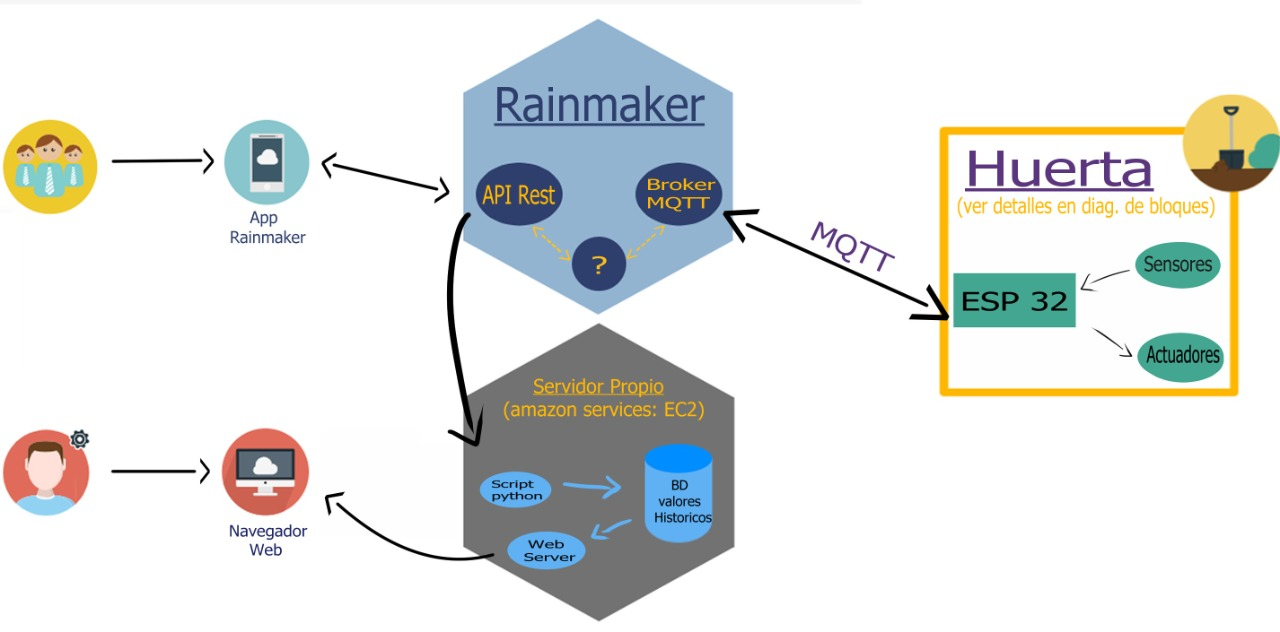 Rainmaker
API Rest
Broker
MQTT
?
App
Rainmaker
MQTT
Huerta
(ver detalles en diag. de bloques)
Sensores
ESP 32
Actuadores
Servidor Propio
(amazon services: EC2)
Script
python
BD
valores
Historicos
Web
Server
Navegador
Web